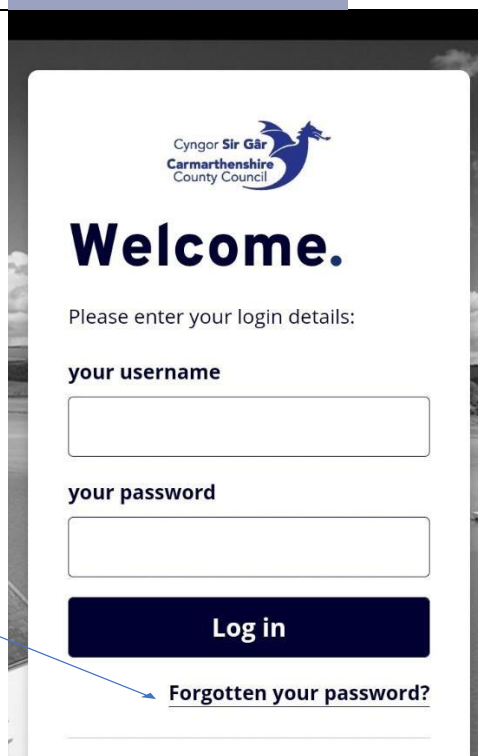 Cyngor Sir Gâr
Carmarthenshire
County Council
Welcome.
Please enter your login details:
your username
your password
Log in
Forgotten your password?